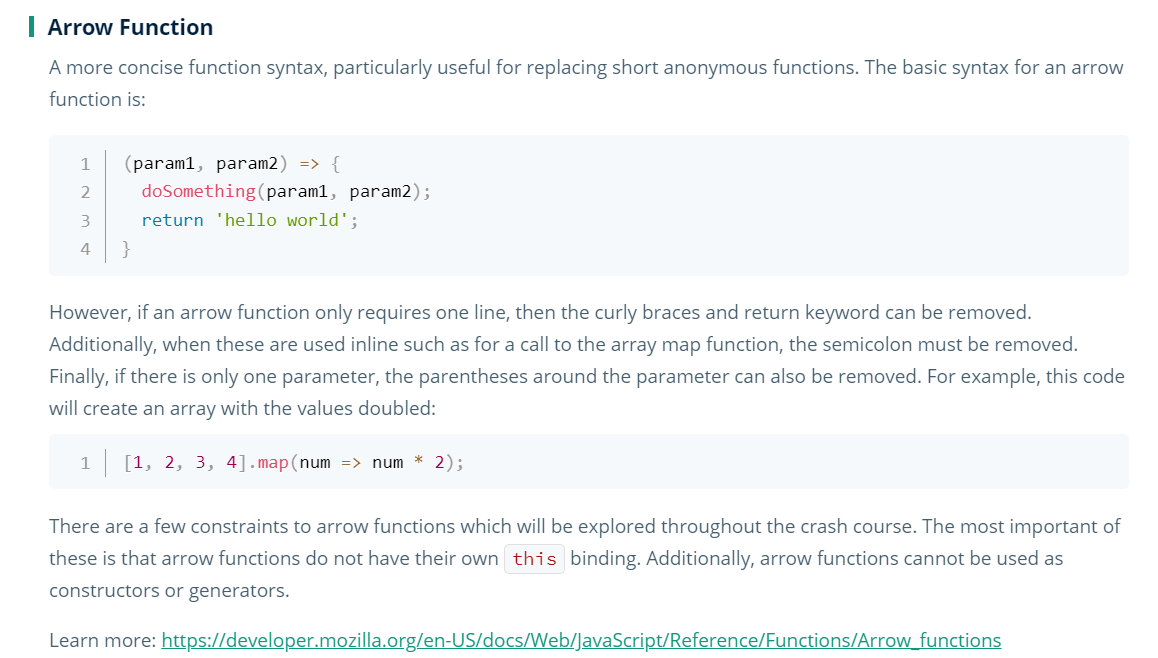 Arrow Function
A more concise function syntax, particularly useful for replacing short anonymous functions. The basic syntax for an arrow
function is:
1 (param1, param2) => {
2   doSomething(param1, param2);
3   return 'hello world';
4 }
However, if an arrow function only requires one line, then the curly braces and return keyword can be removed.
Additionally, when these are used inline such as for a call to the array map function, the semicolon must be removed.
Finally, if there is only one parameter, the parentheses around the parameter can also be removed. For example, this code
will create an array with the values doubled:
1 [1, 2, 3, 4].map(num => num * 2);
There are a few constraints to arrow functions which will be explored throughout the crash course. The most important of
these is that arrow functions do not have their own this binding. Additionally, arrow functions cannot be used as
constructors or generators.
Learn more: https://developer.mozilla.org/en-US/docs/Web/JavaScript/Reference/Functions/Arrow_functions